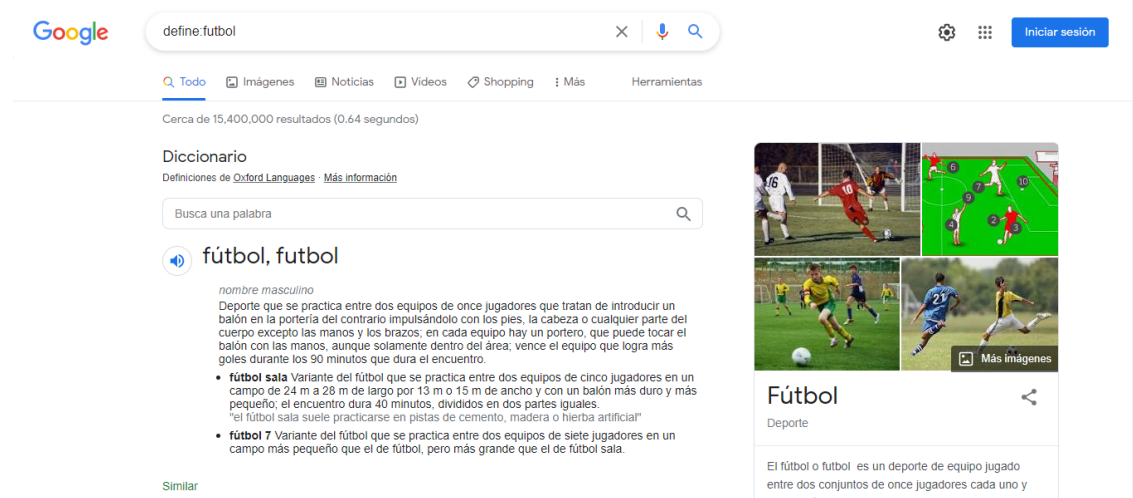 Google
define:futbol
Iniciar sesión
Todo
Imágenes
Noticias
Videos
Shopping
Más
Herramientas
Cerca de 15,400,000 resultados (0.64 segundos)
Diccionario
Definiciones de Oxford Languages · Más información
Busca una palabra
fútbol, futbol
nombre masculino
Deporte que se practica entre dos equipos de once jugadores que tratan de introducir un
balón en la portería del contrario impulsándolo con los pies, la cabeza o cualquier parte del
cuerpo excepto las manos y los brazos; en cada equipo hay un portero, que puede tocar el
balón con las manos, aunque solamente dentro del área; vence el equipo que logra más
goles durante los 90 minutos que dura el encuentro.
• fútbol sala Variante del fútbol que se practica entre dos equipos de cinco jugadores en un
campo de 24 m a 28 m de largo por 13 m o 15 m de ancho y con un balón más duro y más
pequeño; el encuentro dura 40 minutos, divididos en dos partes iguales.
"el fútbol sala suele practicarse en pistas de cemento, madera o hierba artificial"
• fútbol 7 Variante del fútbol que se practica entre dos equipos de siete jugadores en un
campo más pequeño que el de fútbol, pero más grande que el de fútbol sala.
Similar
16
10
6
7
10
9
4
2
3
21
Más imágenes
Fútbol
Deporte
El fútbol o futbol es un deporte de equipo jugado
entre dos conjuntos de once jugadores cada uno y